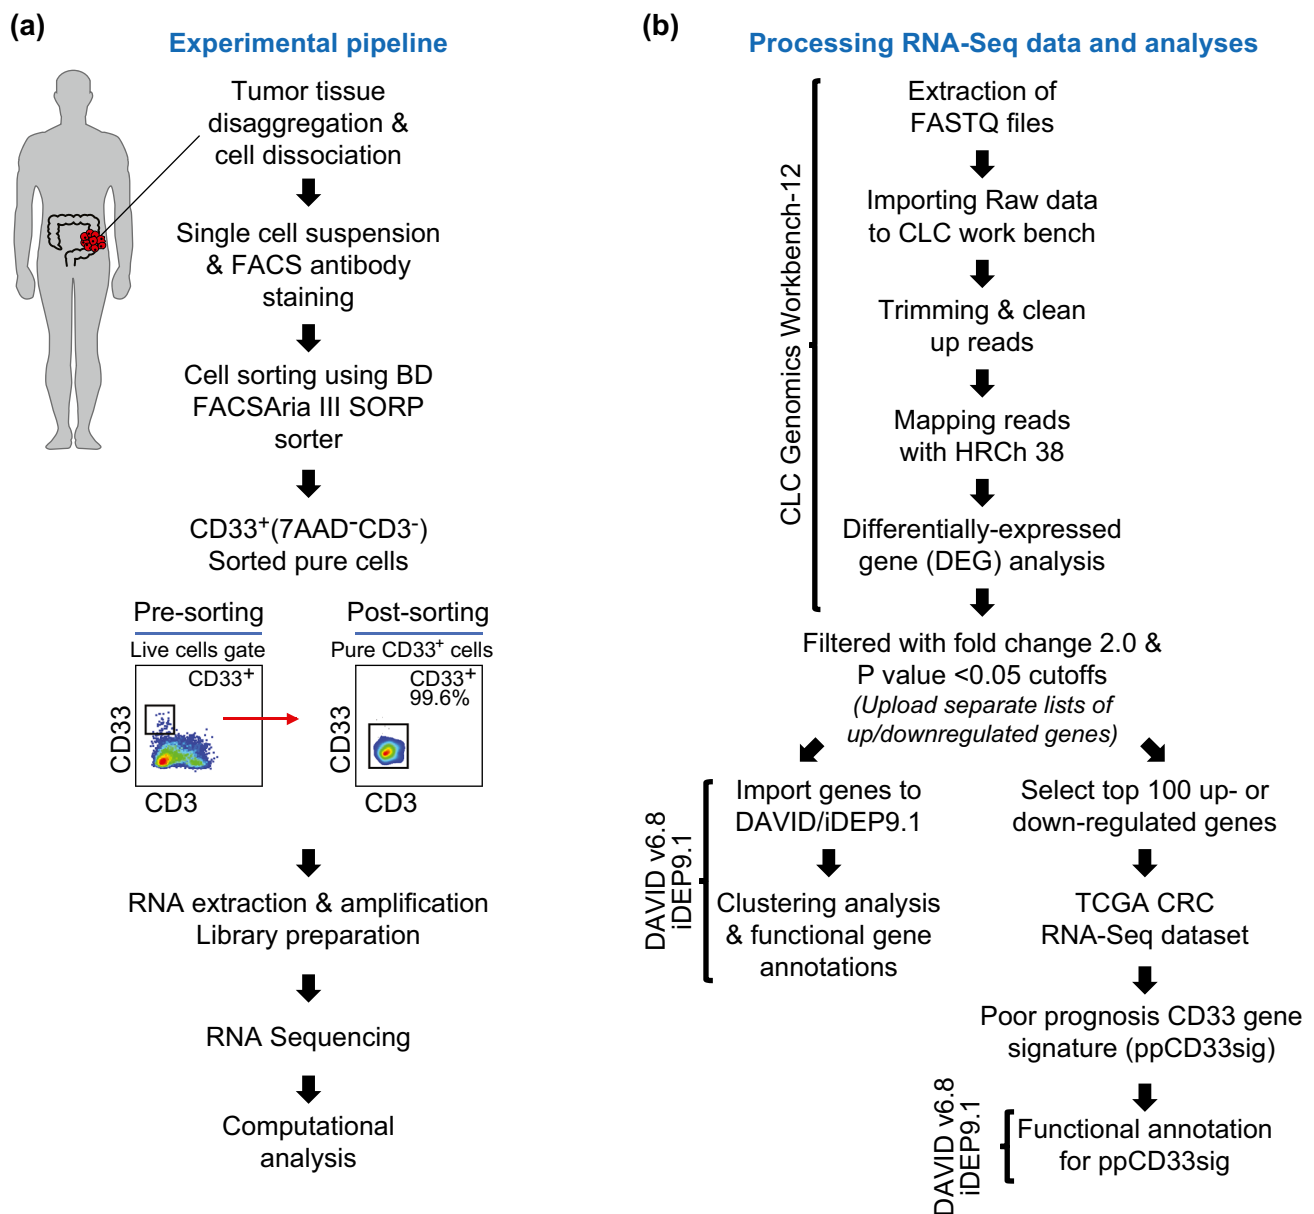 (a)
Experimental pipeline
Tumor tissue
disaggregation &
cell dissociation
Single cell suspension
& FACS antibody
staining
Cell sorting using BD
FACSAria III SORP
sorter
CD33⁺(7AAD⁻CD3⁻)
Sorted pure cells
Pre-sorting
Live cells gate
CD33⁺
CD33
CD3
Post-sorting
Pure CD33⁺ cells
CD33⁺
99.6%
CD33
CD3
RNA extraction & amplification
Library preparation
RNA Sequencing
Computational
analysis
(b)
Processing RNA-Seq data and analyses
CLC Genomics Workbench-12
Extraction of
FASTQ files
Importing Raw data
to CLC work bench
Trimming & clean
up reads
Mapping reads
with HRCh 38
Differentially-expressed
gene (DEG) analysis
Filtered with fold change 2.0 &
P value <0.05 cutoffs
(Upload separate lists of
up/downregulated genes)
DAVID v6.8
iDEP9.1
Import genes to
DAVID/iDEP9.1
Clustering analysis
& functional gene
annotations
Select top 100 up- or
down-regulated genes
TCGA CRC
RNA-Seq dataset
Poor prognosis CD33 gene
signature (ppCD33sig)
DAVID v6.8
iDEP9.1
Functional annotation
for ppCD33sig